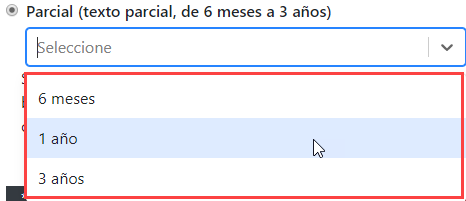 Parcial (texto parcial, de 6 meses a 3 años)
Seleccione
6 meses
1 año
3 años